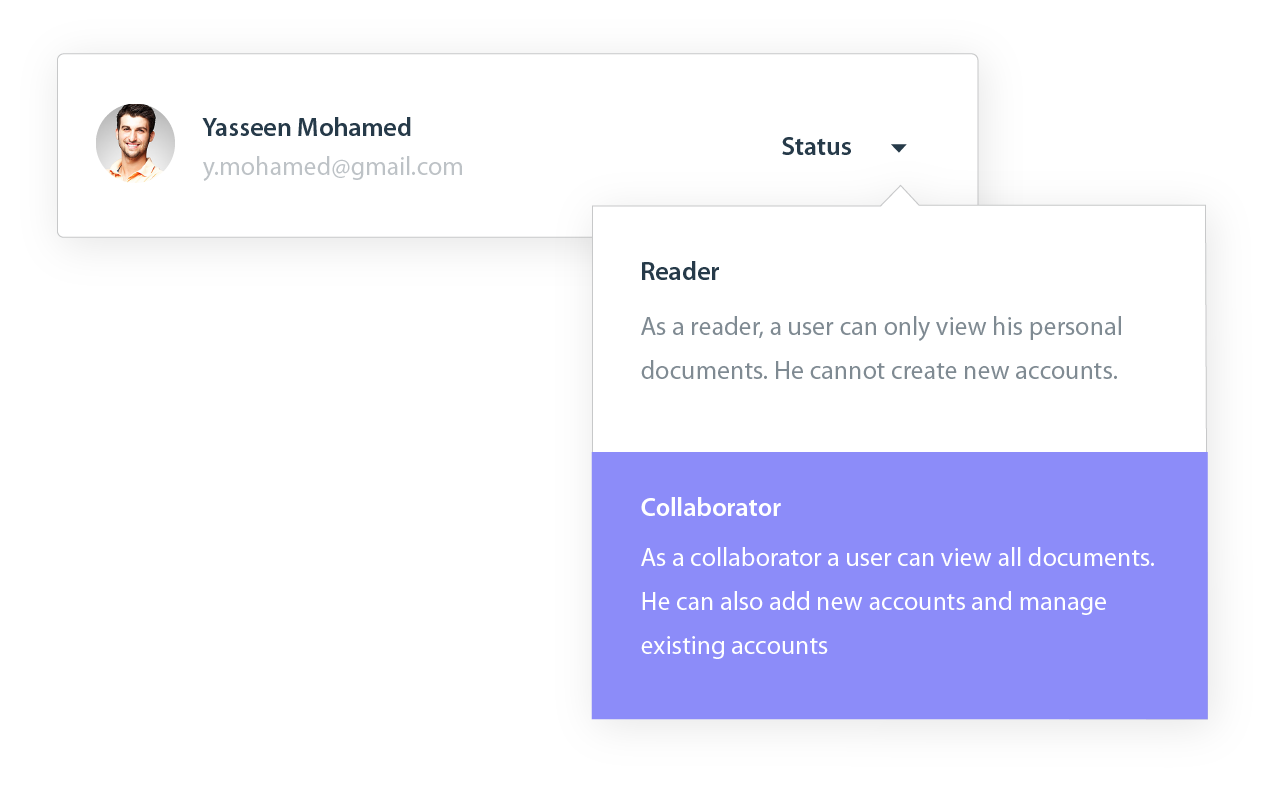 Yasseen Mohamed
y.mohamed@gmail.com
Status
Reader
As a reader, a user can only view his personal
documents. He cannot create new accounts.
Collaborator
As a collaborator a user can view all documents.
He can also add new accounts and manage
existing accounts